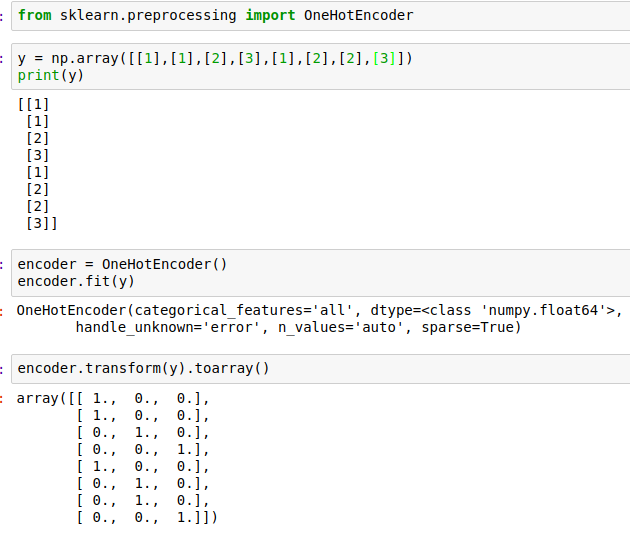 from sklearn.preprocessing import OneHotEncoder
y = np.array([[1],[1],[2],[3],[1],[2],[2],[3]])
print(y)
[[1]
 [1]
 [2]
 [3]
 [1]
 [2]
 [2]
 [3]]
encoder = OneHotEncoder()
encoder.fit(y)
OneHotEncoder(categorical_features='all', dtype=<class 'numpy.float64'>,
       handle_unknown='error', n_values='auto', sparse=True)
encoder.transform(y).toarray()
array([[ 1.,  0.,  0.],
       [ 1.,  0.,  0.],
       [ 0.,  1.,  0.],
       [ 0.,  0.,  1.],
       [ 1.,  0.,  0.],
       [ 0.,  1.,  0.],
       [ 0.,  1.,  0.],
       [ 0.,  0.,  1.]])